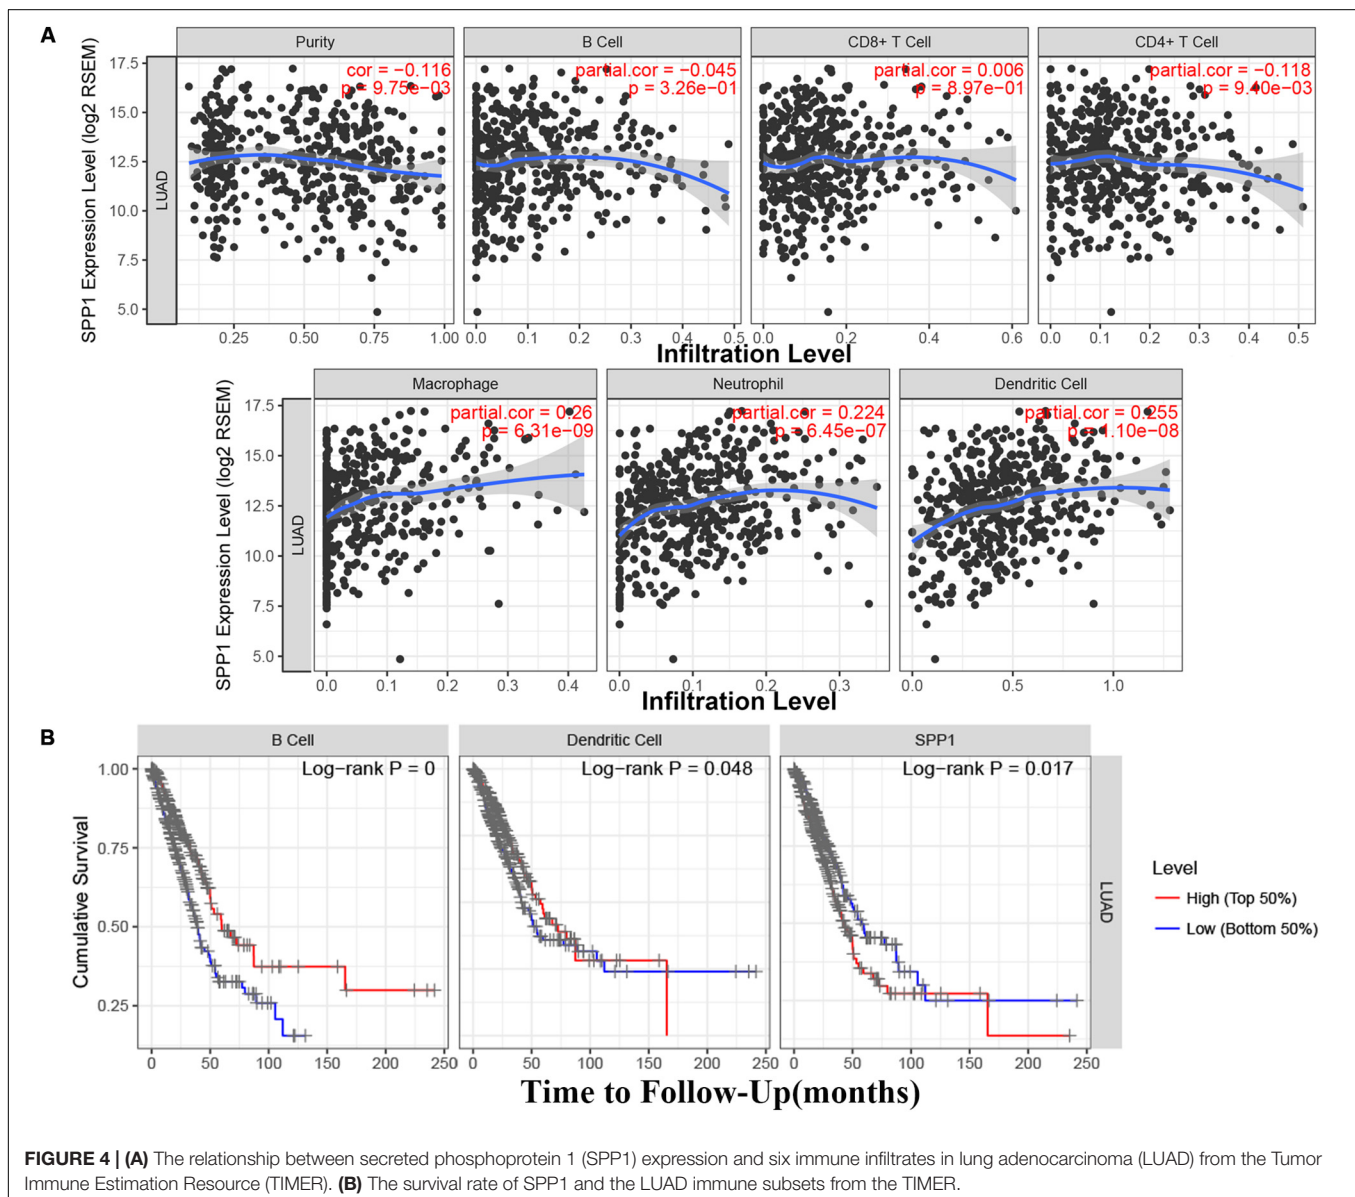 A
Purity
B Cell
CD8+ T Cell
CD4+ T Cell
SPP1 Expression Level (log2 RSEM)
LUAD
17.5
15.0
12.5
10.0
7.5
5.0
cor = −0.116
p = 9.75e−03
partial.cor = −0.045
p = 3.26e−01
partial.cor = 0.006
p = 8.97e−01
partial.cor = −0.118
p = 9.40e−03
0.25 0.50 0.75 1.00
0.0 0.1 0.2 0.3 0.4 0.5
0.0 0.2 0.4 0.6
0.0 0.1 0.2 0.3 0.4 0.5
Infiltration Level
Macrophage
Neutrophil
Dendritic Cell
SPP1 Expression Level (log2 RSEM)
LUAD
17.5
15.0
12.5
10.0
7.5
5.0
partial.cor = 0.26
p = 6.31e−09
partial.cor = 0.224
p = 6.45e−07
partial.cor = 0.255
p = 1.10e−08
0.0 0.1 0.2 0.3 0.4
0.0 0.1 0.2 0.3
0.0 0.5 1.0
Infiltration Level
B
B Cell
Dendritic Cell
SPP1
Log−rank P = 0
Log−rank P = 0.048
Log−rank P = 0.017
Cumulative Survival
1.00
0.75
0.50
0.25
LUAD
Level
High (Top 50%)
Low (Bottom 50%)
0 50 100 150 200 250
0 50 100 150 200 250
0 50 100 150 200 250
Time to Follow-Up(months)
FIGURE 4 | (A) The relationship between secreted phosphoprotein 1 (SPP1) expression and six immune infiltrates in lung adenocarcinoma (LUAD) from the Tumor
Immune Estimation Resource (TIMER). (B) The survival rate of SPP1 and the LUAD immune subsets from the TIMER.